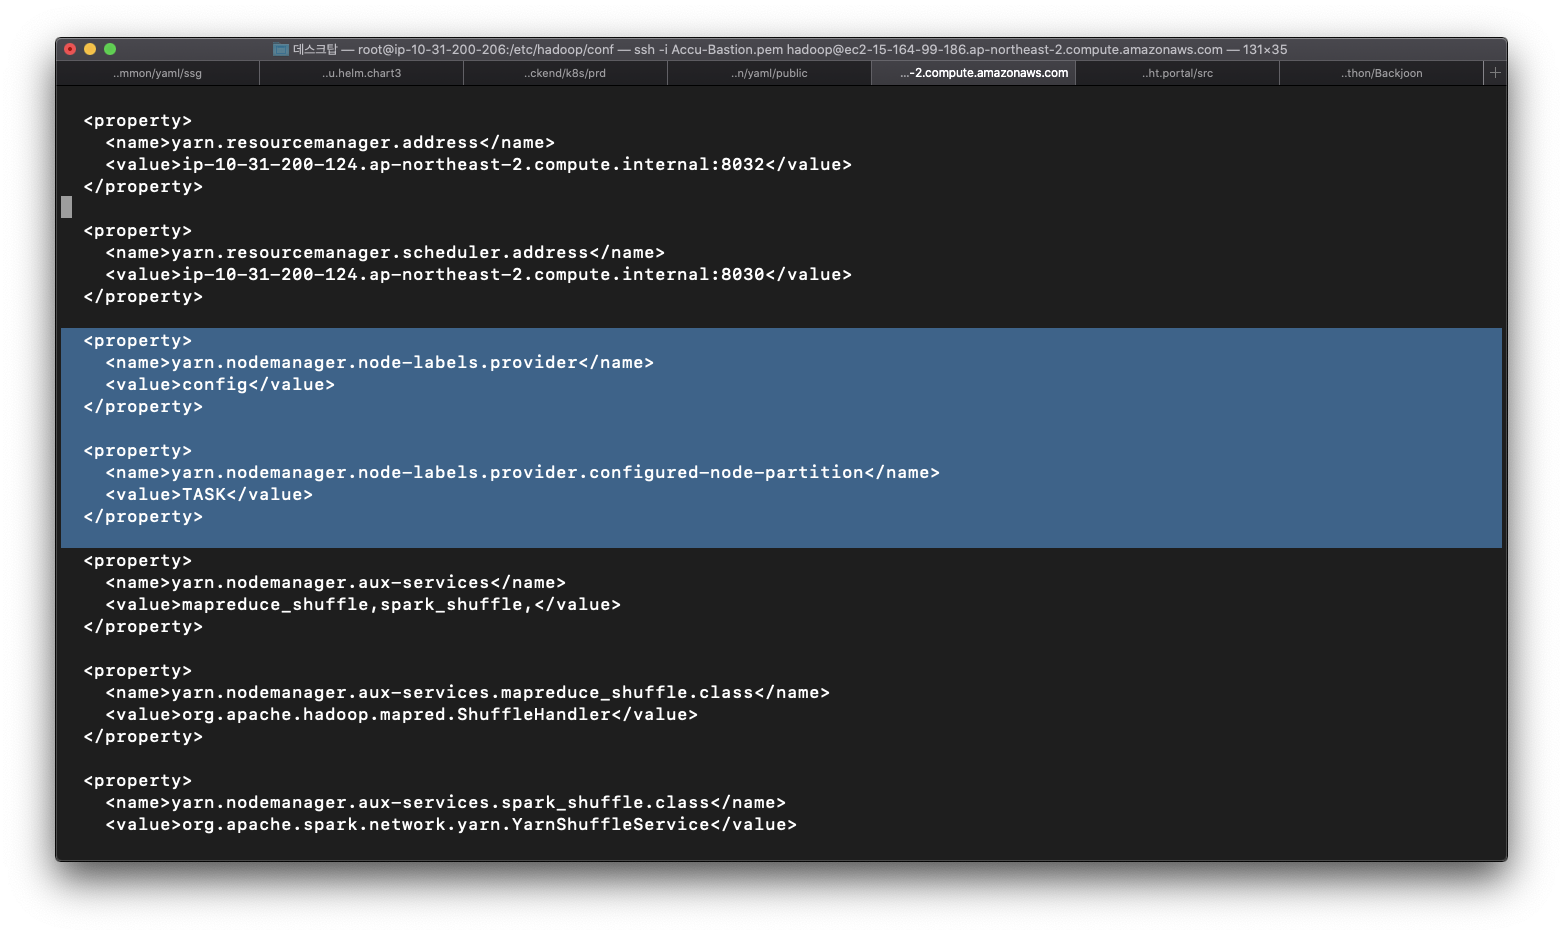 데스크탑 — root@ip-10-31-200-206:/etc/hadoop/conf — ssh -i Accu-Bastion.pem hadoop@ec2-15-164-99-186.ap-northeast-2.compute.amazonaws.com — 131×35
..mmon/yaml/ssg ..u.helm.chart3 ..ckend/k8s/prd ..n/yaml/public ...-2.compute.amazonaws.com ..ht.portal/src ..thon/Backjoon +
<property>
<name>yarn.resourcemanager.address</name>
<value>ip-10-31-200-124.ap-northeast-2.compute.internal:8032</value>
</property>
<property>
<name>yarn.resourcemanager.scheduler.address</name>
<value>ip-10-31-200-124.ap-northeast-2.compute.internal:8030</value>
</property>
<property>
<name>yarn.nodemanager.node-labels.provider</name>
<value>config</value>
</property>
<property>
<name>yarn.nodemanager.node-labels.provider.configured-node-partition</name>
<value>TASK</value>
</property>
<property>
<name>yarn.nodemanager.aux-services</name>
<value>mapreduce_shuffle,spark_shuffle,</value>
</property>
<property>
<name>yarn.nodemanager.aux-services.mapreduce_shuffle.class</name>
<value>org.apache.hadoop.mapred.ShuffleHandler</value>
</property>
<property>
<name>yarn.nodemanager.aux-services.spark_shuffle.class</name>
<value>org.apache.spark.network.yarn.YarnShuffleService</value>